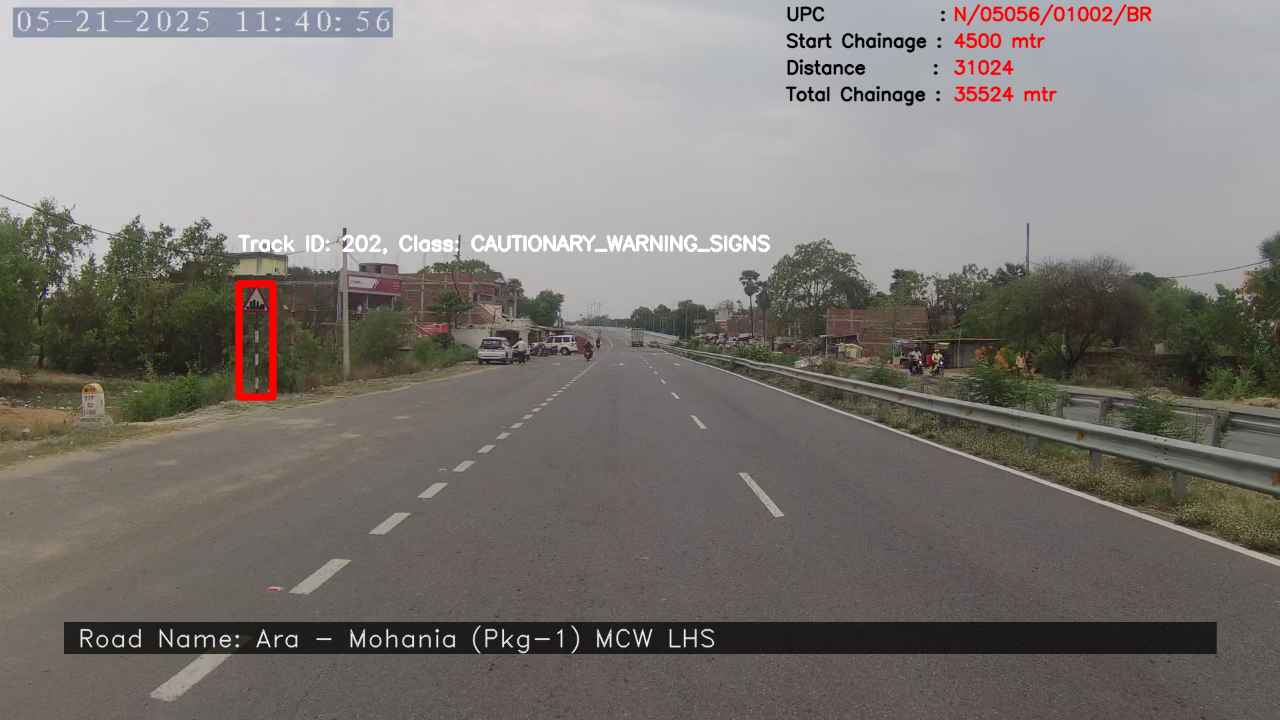 05-21-2025 11:40:56
UPC : N/05056/01002/BR
Start Chainage : 4500 mtr
Distance : 31024
Total Chainage : 35524 mtr
Track ID: 202, Class: CAUTIONARY_WARNING_SIGNS
Road Name: Ara - Mohania (Pkg-1) MCW LHS